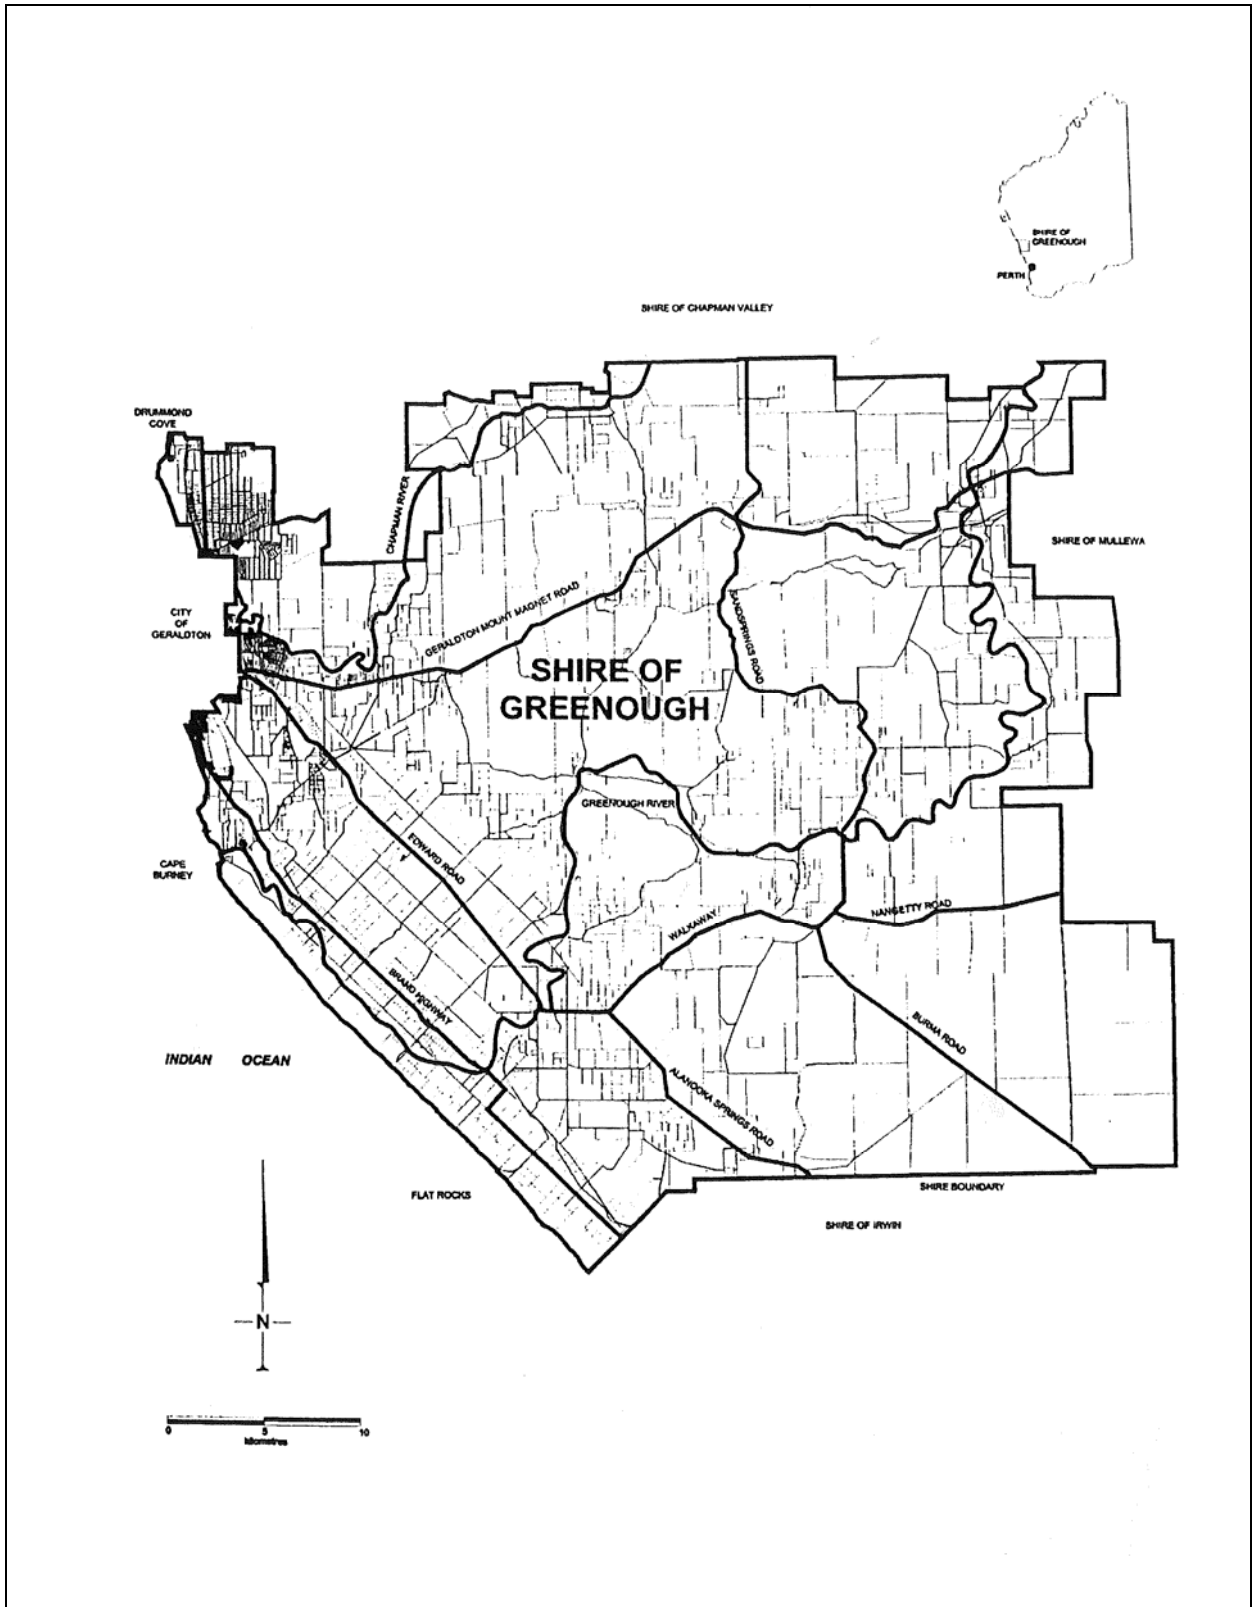 SHIRE OF
GREENOUGH
PERTH
SHIRE OF CHAPMAN VALLEY
DRUMMOND
COVE
CHAPMAN RIVER
SHIRE OF MULLEWA
CITY
OF
GERALDTON
GERALDTON MOUNT MAGNET ROAD
SANDSPRINGS ROAD
SHIRE OF
GREENOUGH
GREENOUGH RIVER
EDWARD ROAD
CAPE
BURNEY
WALKAWAY
NANGETTY ROAD
BRAND HIGHWAY
BURMA ROAD
INDIAN OCEAN
ALANOOKA SPRINGS ROAD
FLAT ROCKS
SHIRE BOUNDARY
SHIRE OF IRWIN
N
0 5 10
kilometres